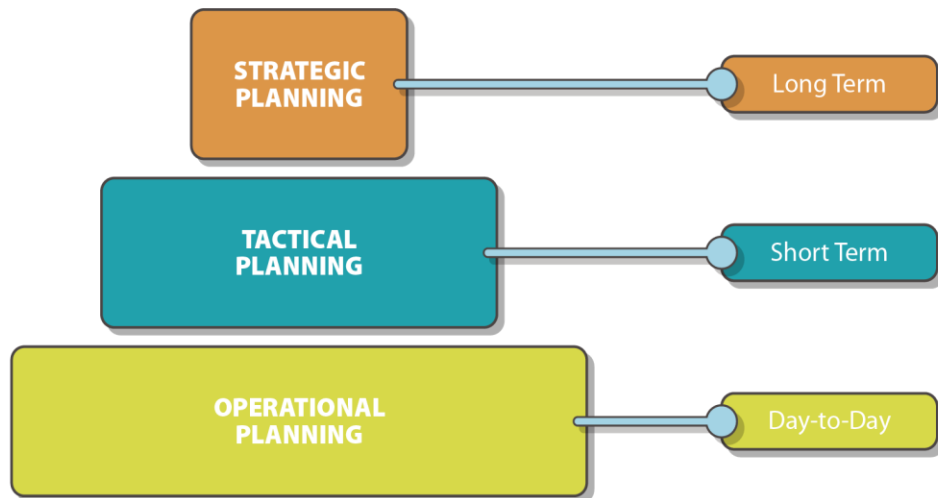 STRATEGIC
PLANNING
Long Term
TACTICAL
PLANNING
Short Term
OPERATIONAL
PLANNING
Day-to-Day